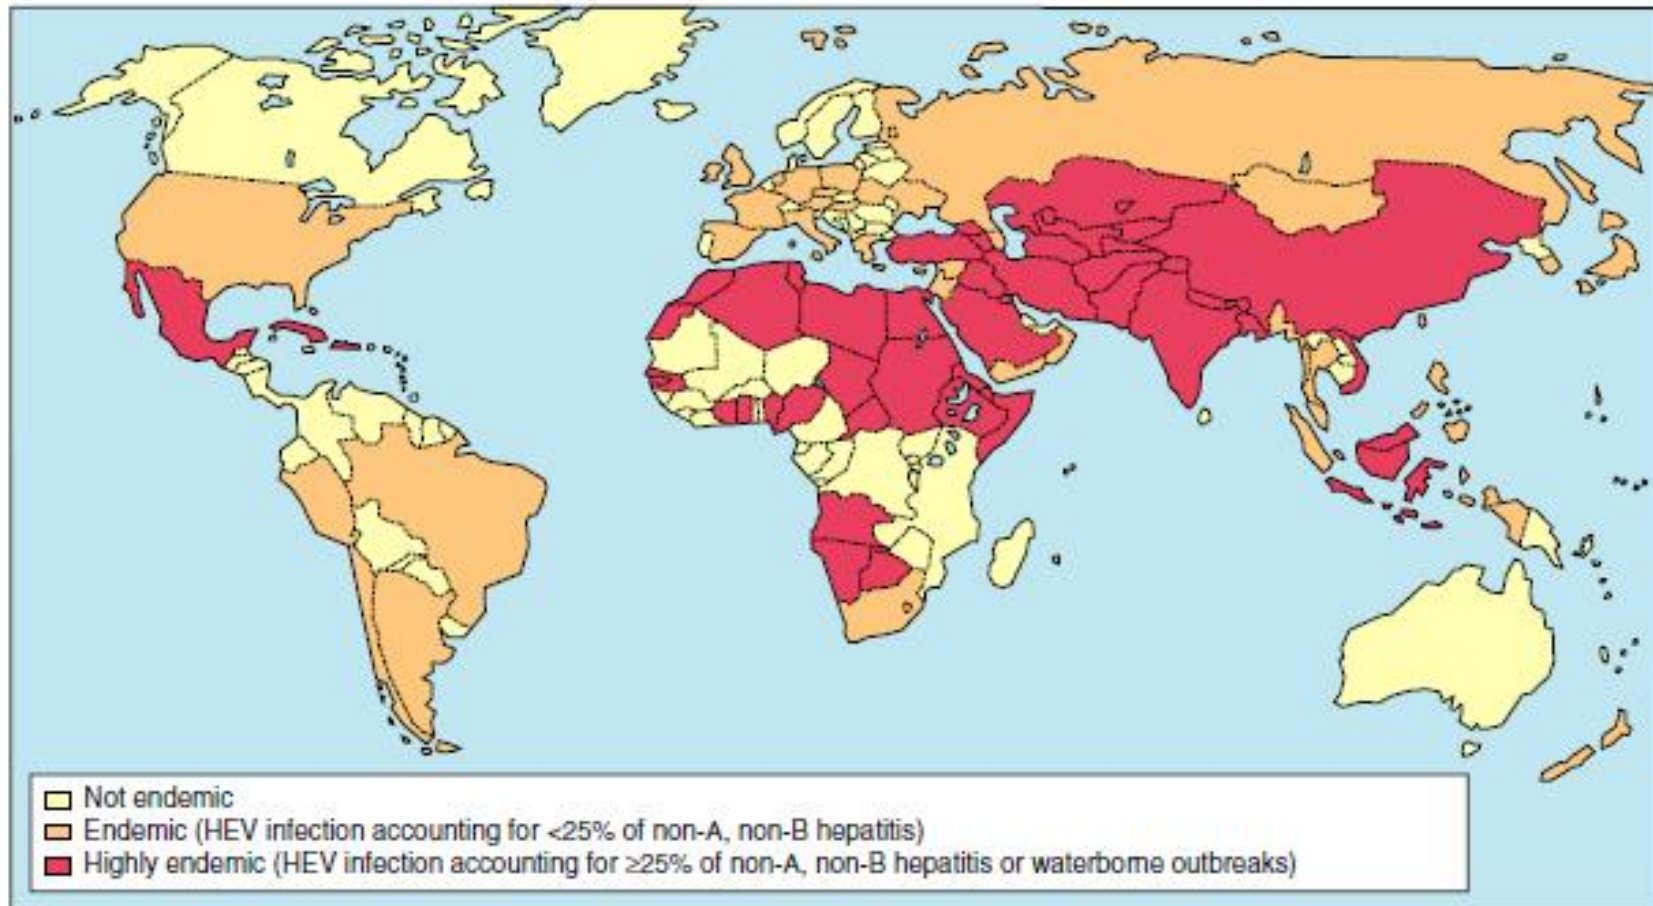 Not endemic
Endemic (HEV infection accounting for <25% of non-A, non-B hepatitis)
Highly endemic (HEV infection accounting for ≥25% of non-A, non-B hepatitis or waterborne outbreaks)